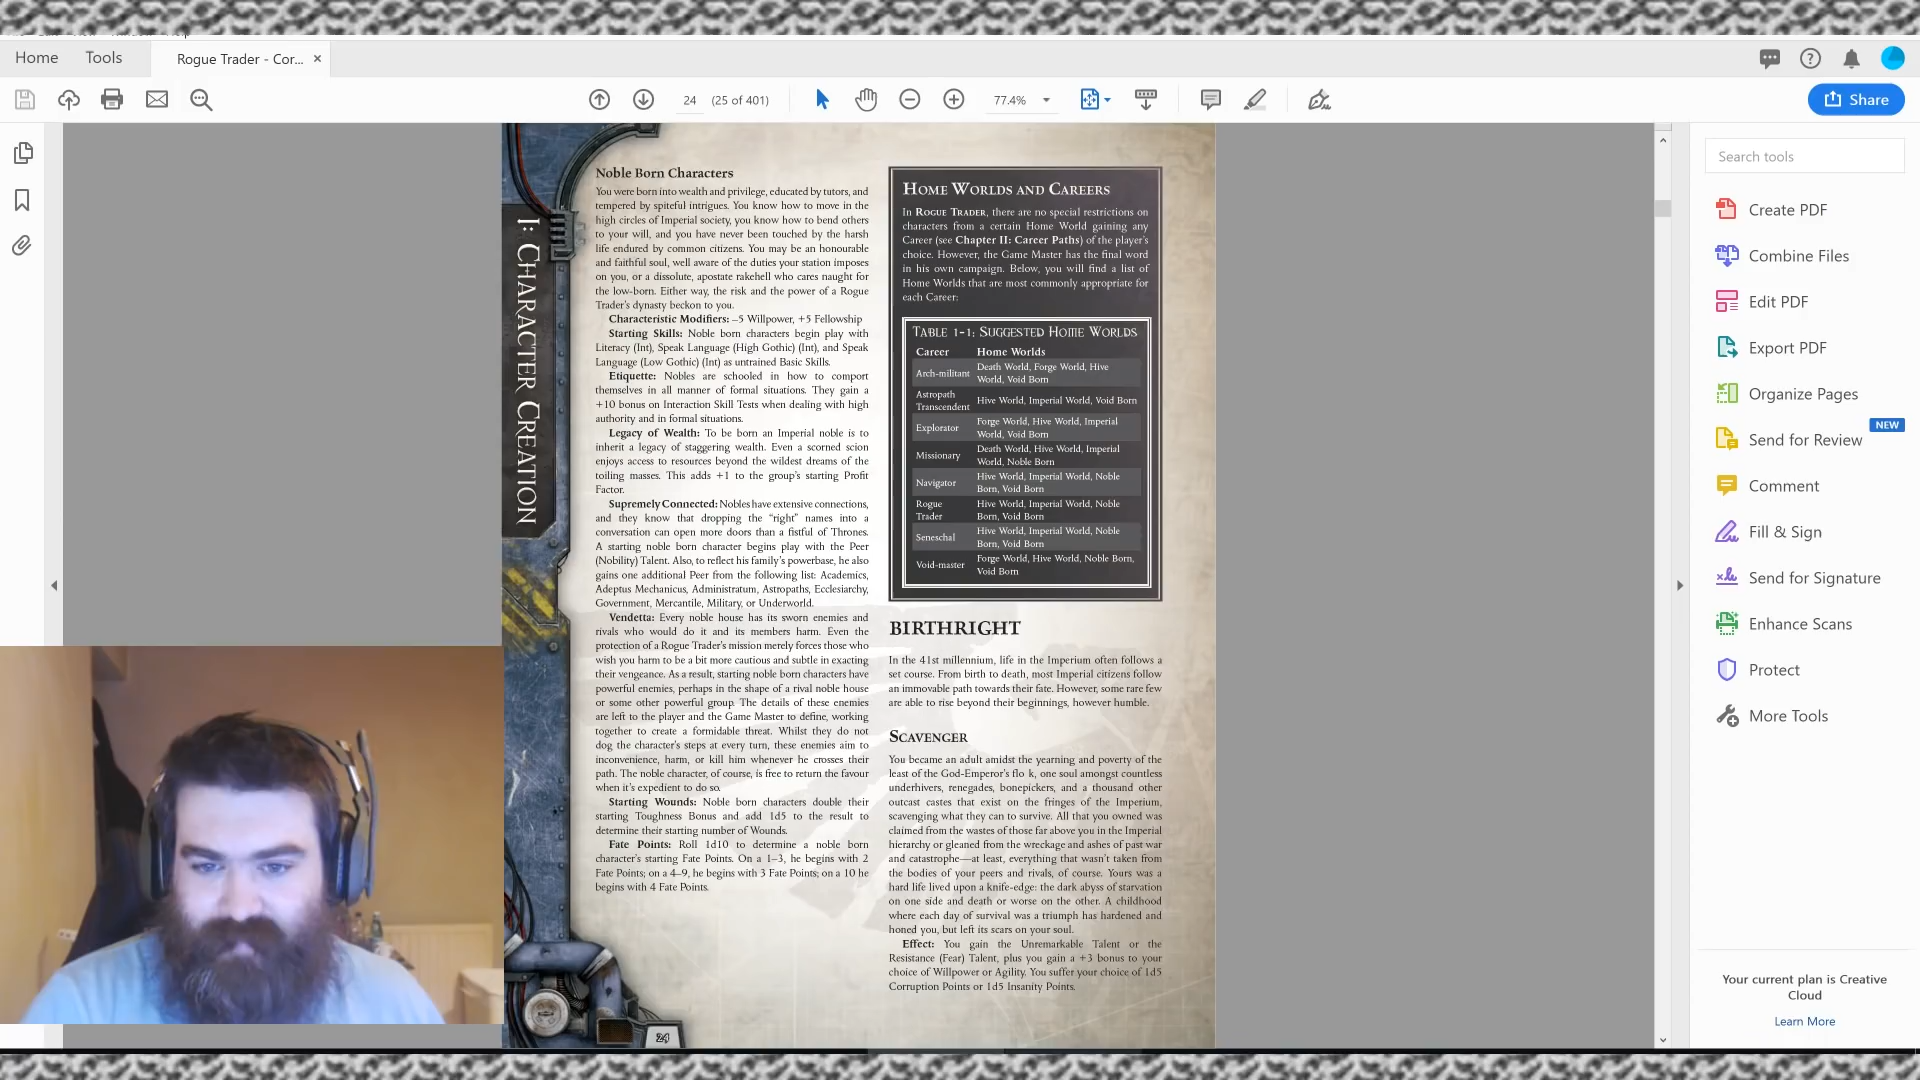 Home
Tools
Rogue Trader - Cor...
24
(25 of 401)
77.4%
Share
I: Character Creation
Noble Born Characters
You were born into wealth and privilege, educated by tutors, and
tempered by spiteful intrigues. You know how to move in the
high circles of Imperial society, you know how to bend others
to your will, and you have never been touched by the harsh
life endured by common citizens. You may be an honourable
and faithful soul, well aware of the duties your station imposes
on you, or a dissolute, apostate rakehell who cares naught for
the low-born. Either way, the risk and the power of a Rogue
Trader's dynasty beckon to you.
Characteristic Modifiers: –5 Willpower, +5 Fellowship
Starting Skills: Noble born characters begin play with
Literacy (Int), Speak Language (High Gothic) (Int), and Speak
Language (Low Gothic) (Int) as untrained Basic Skills.
Etiquette: Nobles are schooled in how to comport
themselves in all manner of formal situations. They gain a
+10 bonus on Interaction Skill Tests when dealing with high
authority and in formal situations.
Legacy of Wealth: To be born an Imperial noble is to
inherit a legacy of staggering wealth. Even a scorned scion
enjoys access to resources beyond the wildest dreams of the
toiling masses. This adds +1 to the group's starting Profit
Factor.
Supremely Connected: Nobles have extensive connections,
and they know that dropping the "right" names into a
conversation can open more doors than a fistful of Thrones.
A starting noble born character begins play with the Peer
(Nobility) Talent. Also, to reflect his family's powerbase, he also
gains one additional Peer from the following list: Academics,
Adeptus Mechanicus, Administratum, Astropaths, Ecclesiarchy,
Government, Mercantile, Military, or Underworld.
Vendetta: Every noble house has its sworn enemies and
rivals who would do it and its members harm. Even the
protection of a Rogue Trader's mission merely forces those who
wish you harm to be a bit more cautious and subtle in exacting
their vengeance. As a result, starting noble born characters have
powerful enemies, perhaps in the shape of a rival noble house
or some other powerful group. The details of these enemies
are left to the player and the Game Master to define, working
together to create a formidable threat. Whilst they do not
dog the character's steps at every turn, these enemies aim to
inconvenience, harm, or kill him whenever he crosses their
path. The noble character, of course, is free to return the favour
when it's expedient to do so.
Starting Wounds: Noble born characters double their
starting Toughness Bonus and add 1d5 to the result to
determine their starting number of Wounds.
Fate Points: Roll 1d10 to determine a noble born
character's starting Fate Points. On a 1–3, he begins with 2
Fate Points; on a 4–9, he begins with 3 Fate Points; on a 10 he
begins with 4 Fate Points.
Home Worlds and Careers
In Rogue Trader, there are no special restrictions on
characters from a certain Home World gaining any
Career (see Chapter II: Career Paths) of the player's
choice. However, the Game Master has the final word
in his own campaign. Below, you will find a list of
Home Worlds that are most commonly appropriate for
each Career:
Table 1-1: Suggested Home Worlds
Career Home Worlds
Arch-militant Death World, Forge World, Hive
World, Void Born
Astropath
Transcendent Hive World, Imperial World, Void Born
Explorator Forge World, Hive World, Imperial
World, Void Born
Missionary Death World, Hive World, Imperial
World, Noble Born
Navigator Hive World, Imperial World, Noble
Born, Void Born
Rogue Hive World, Imperial World, Noble
Trader Born, Void Born
Seneschal Hive World, Imperial World, Noble
Born, Void Born
Void-master Forge World, Hive World, Noble Born,
Void Born
BIRTHRIGHT
In the 41st millennium, life in the Imperium often follows a
set course. From birth to death, most Imperial citizens follow
an immovable path towards their fate. However, some rare few
are able to rise beyond their beginnings, however humble.
Scavenger
You became an adult amidst the yearning and poverty of the
least of the God-Emperor's flo k, one soul amongst countless
underhivers, renegades, bonepickers, and a thousand other
outcast castes that exist on the fringes of the Imperium,
scavenging what they can to survive. All that you owned was
claimed from the wastes of those far above you in the Imperial
hierarchy or gleaned from the wreckage and ashes of past war
and catastrophe—at least, everything that wasn't taken from
the bodies of your peers and rivals, of course. Yours was a
hard life lived upon a knife-edge: the dark abyss of starvation
on one side and death or worse on the other. A childhood
where each day of survival was a triumph has hardened and
honed you, but left its scars on your soul.
Effect: You gain the Unremarkable Talent or the
Resistance (Fear) Talent, plus you gain a +3 bonus to your
choice of Willpower or Agility. You suffer your choice of 1d5
Corruption Points or 1d5 Insanity Points.
24
Search tools
Create PDF
Combine Files
Edit PDF
Export PDF
Organize Pages
NEW
Send for Review
Comment
Fill & Sign
Send for Signature
Enhance Scans
Protect
More Tools
Your current plan is Creative
Cloud
Learn More